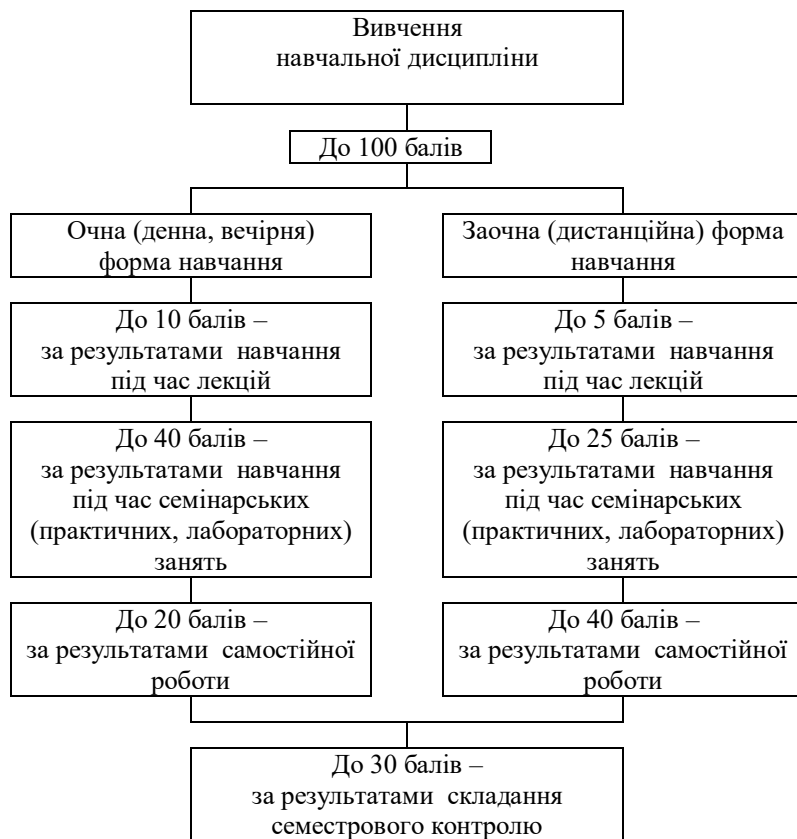 Вивчення
навчальної дисципліни
До 100 балів
Очна (денна, вечірня)
форма навчання
Заочна (дистанційна) форма
навчання
До 10 балів –
за результатами навчання
під час лекцій
До 5 балів –
за результатами навчання
під час лекцій
До 40 балів –
за результатами навчання
під час семінарських
(практичних, лабораторних)
занять
До 25 балів –
за результатами навчання
під час семінарських
(практичних, лабораторних)
занять
До 20 балів –
за результатами самостійної
роботи
До 40 балів –
за результатами самостійної
роботи
До 30 балів –
за результатами складання
семестрового контролю